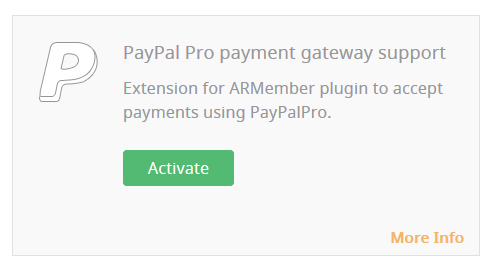 PayPal Pro payment gateway support
Extension for ARMember plugin to accept
payments using PayPalPro.
Activate
More Info